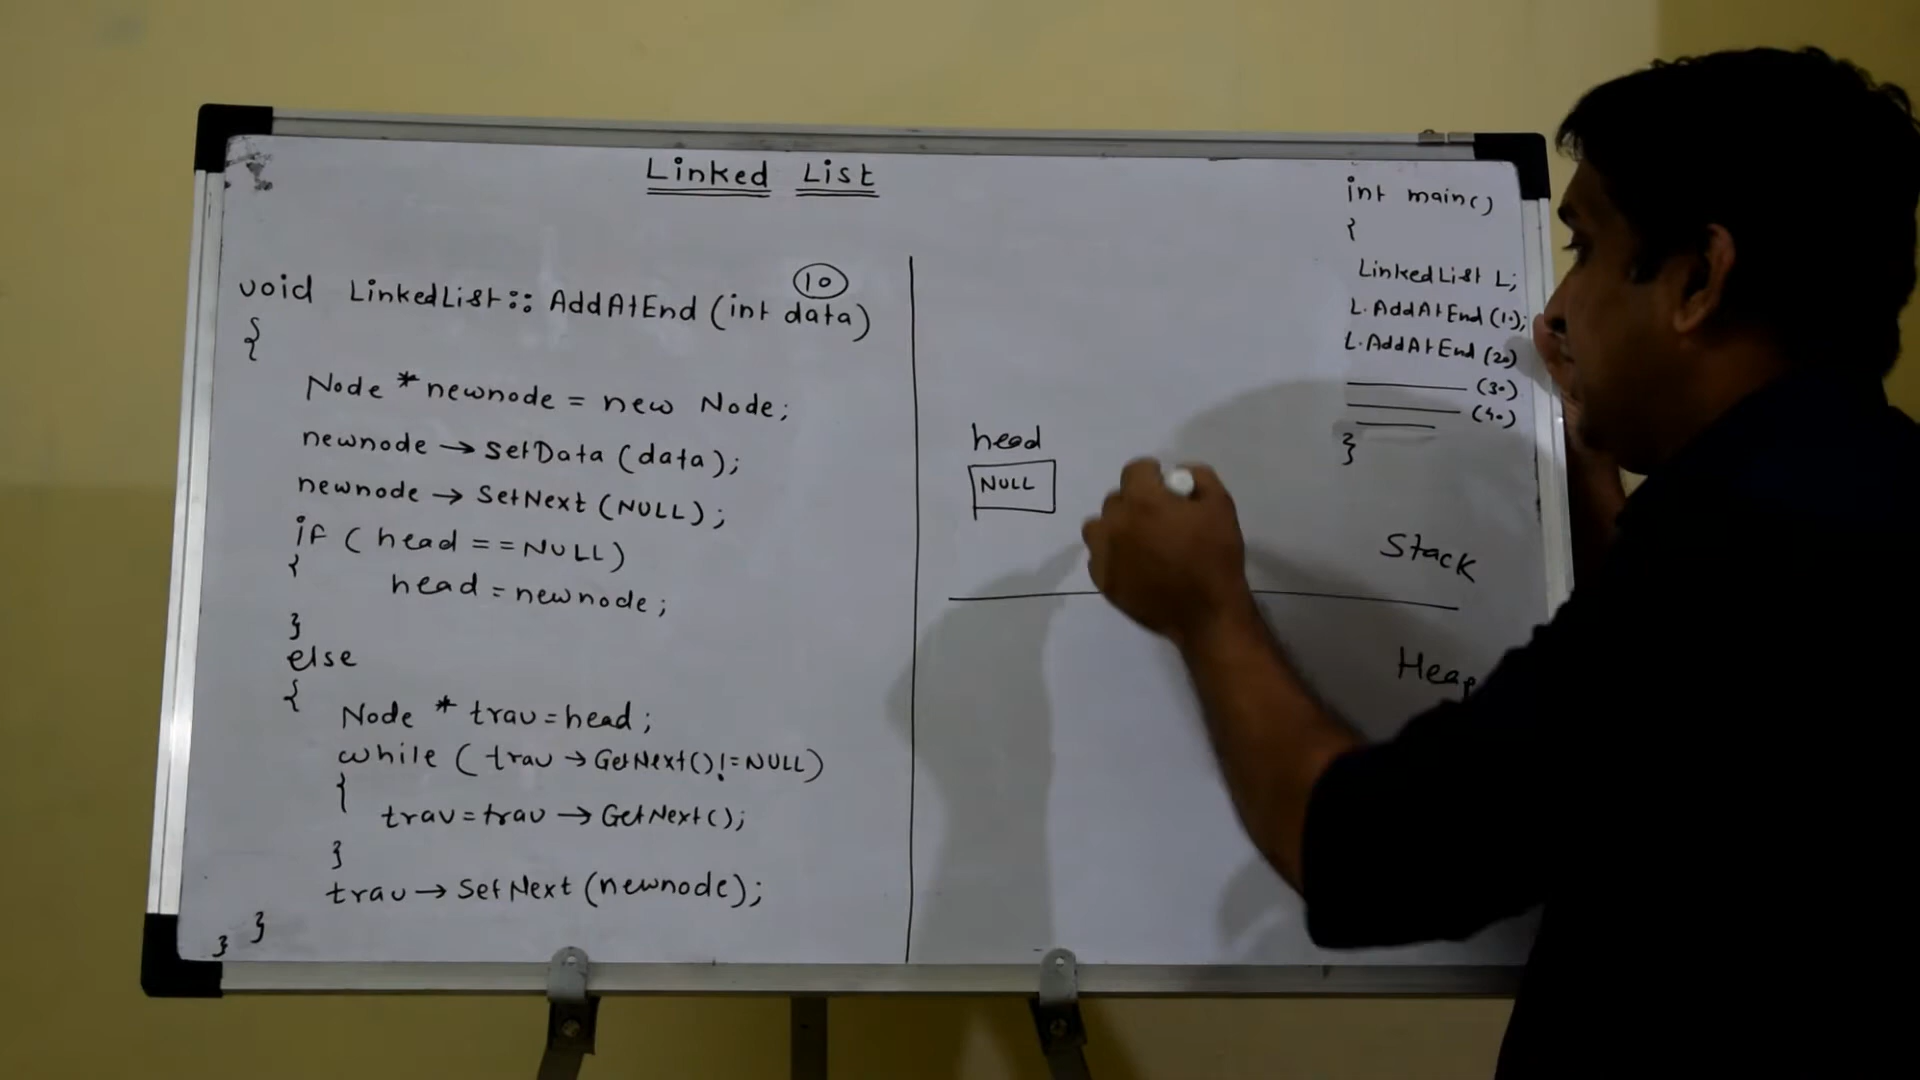 Linked List
10
void LinkedList :: AddAtEnd (int data)
{
Node * newnode = new Node;
newnode → SetData (data);
newnode → SetNext (NULL);
if ( head == NULL)
{
head = newnode;
}
else
{
Node * trav = head;
while ( trav → GetNext() != NULL)
{
trav = trav → GetNext();
}
trav → SetNext (newnode);
}
}
head
NULL
int main()
{
LinkedList L;
L.AddAtEnd (10);
L.AddAtEnd (20)
(30)
(40)
}
Stack
Heap